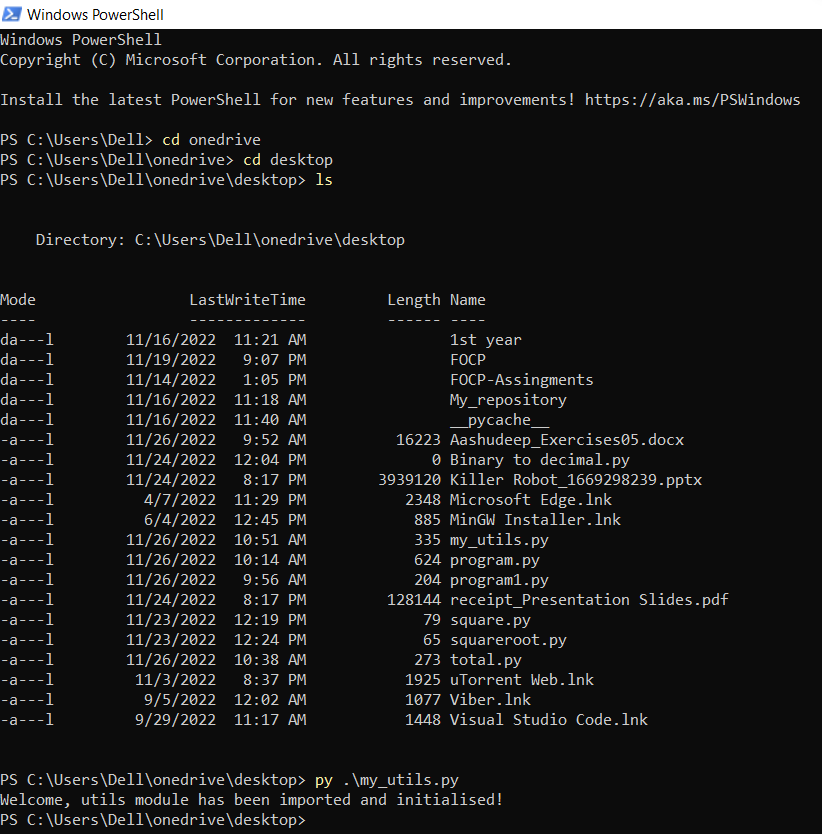 Windows PowerShell
Windows PowerShell
Copyright (C) Microsoft Corporation. All rights reserved.
Install the latest PowerShell for new features and improvements! https://aka.ms/PSWindows
PS C:\Users\Dell> cd onedrive
PS C:\Users\Dell\onedrive> cd desktop
PS C:\Users\Dell\onedrive\desktop> ls
    Directory: C:\Users\Dell\onedrive\desktop
Mode                 LastWriteTime         Length Name
----                 -------------         ------ ----
da---l        11/16/2022  11:21 AM                1st year
da---l        11/19/2022   9:07 PM                FOCP
da---l        11/14/2022   1:05 PM                FOCP-Assingments
da---l        11/16/2022  11:18 AM                My_repository
da---l        11/16/2022  11:40 AM                __pycache__
-a---l        11/26/2022   9:52 AM          16223 Aashudeep_Exercises05.docx
-a---l        11/24/2022  12:04 PM              0 Binary to decimal.py
-a---l        11/24/2022   8:17 PM        3939120 Killer Robot_1669298239.pptx
-a---l          4/7/2022  11:29 PM           2348 Microsoft Edge.lnk
-a---l          6/4/2022  12:45 PM            885 MinGW Installer.lnk
-a---l        11/26/2022  10:51 AM            335 my_utils.py
-a---l        11/26/2022  10:14 AM            624 program.py
-a---l        11/26/2022   9:56 AM            204 program1.py
-a---l        11/24/2022   8:17 PM         128144 receipt_Presentation Slides.pdf
-a---l        11/23/2022  12:19 PM             79 square.py
-a---l        11/23/2022  12:24 PM             65 squareroot.py
-a---l        11/26/2022  10:38 AM            273 total.py
-a---l         11/3/2022   8:37 PM           1925 uTorrent Web.lnk
-a---l          9/5/2022  12:02 AM           1077 Viber.lnk
-a---l         9/29/2022  11:17 AM           1448 Visual Studio Code.lnk
PS C:\Users\Dell\onedrive\desktop> py .\my_utils.py
Welcome, utils module has been imported and initialised!
PS C:\Users\Dell\onedrive\desktop>